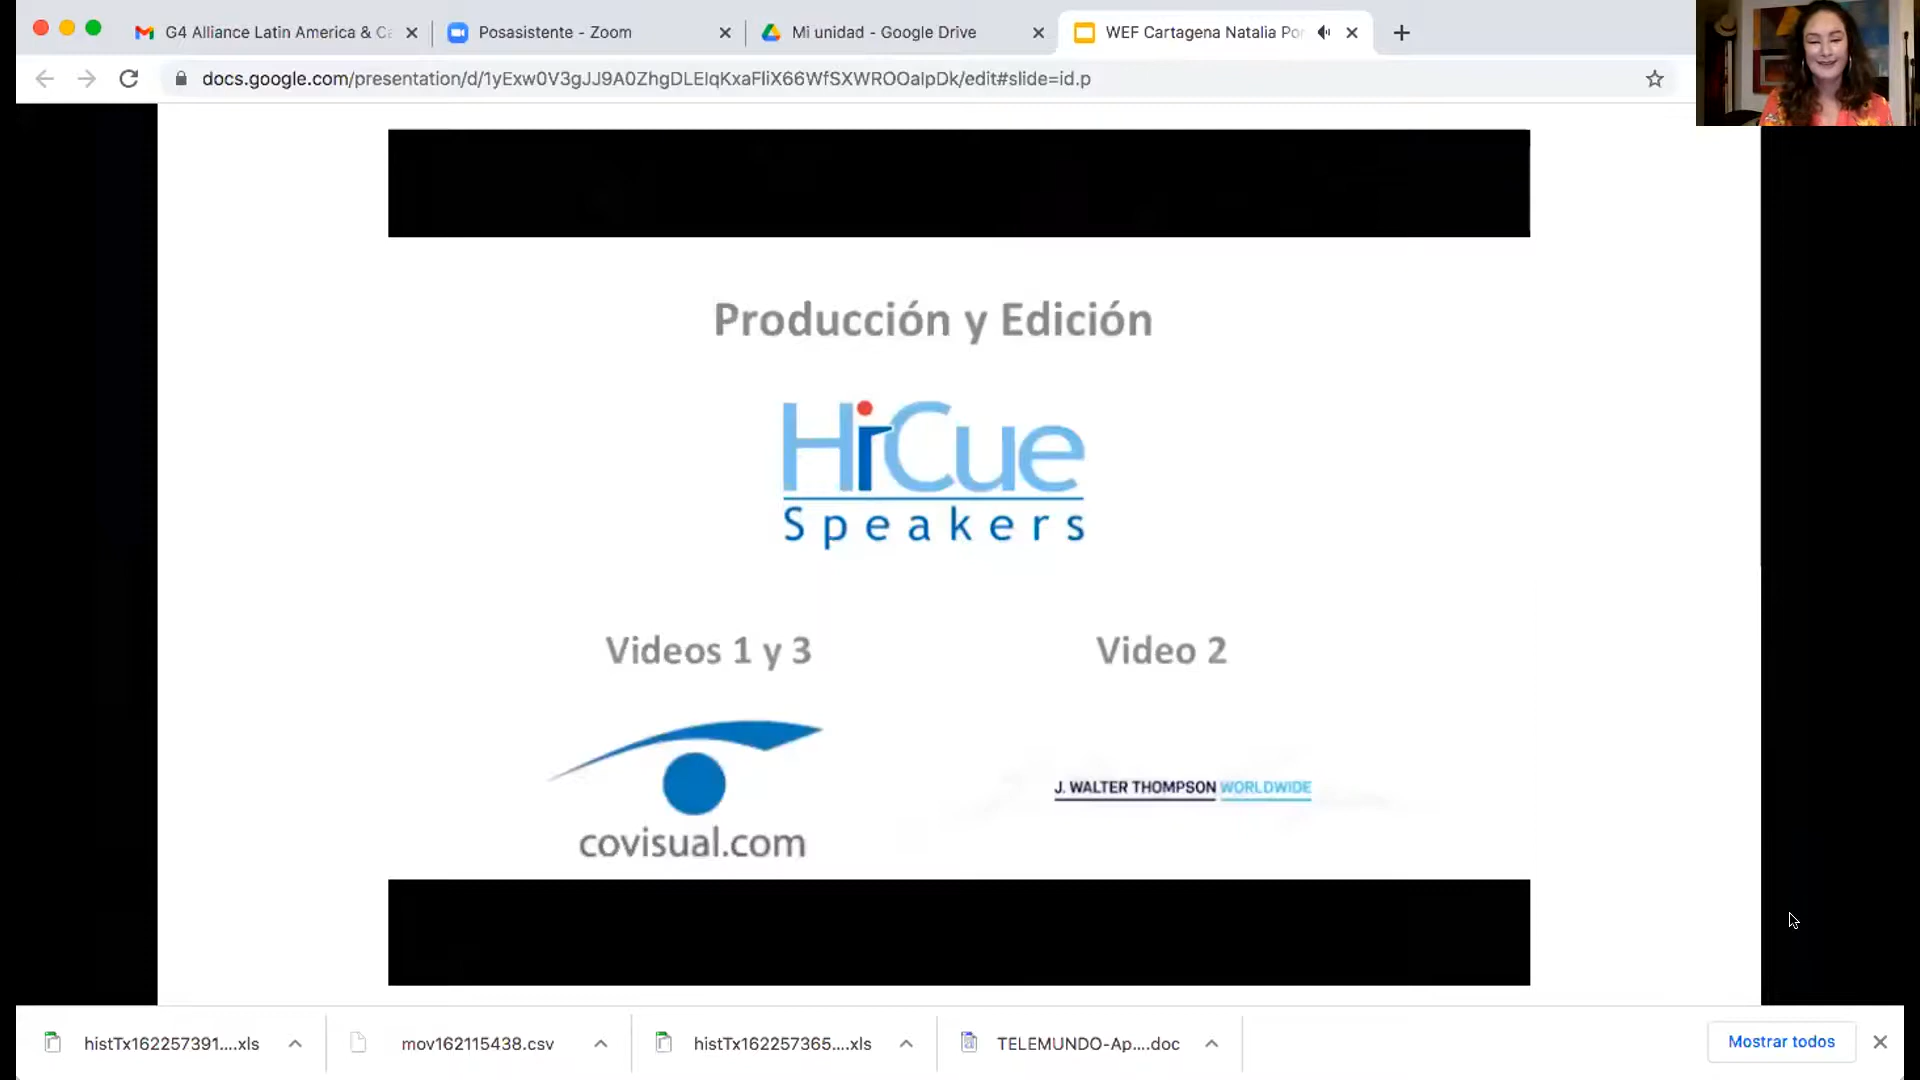 G4 Alliance Latin America & Ca
Posasistente - Zoom
Mi unidad - Google Drive
WEF Cartagena Natalia Pon
docs.google.com/presentation/d/1yExw0V3gJJ9A0ZhgDLElqKxaFliX66WfSXWROOalpDk/edit#slide=id.p
Producción y Edición
HiCue
Speakers
Videos 1 y 3
Video 2
covisual.com
J. WALTER THOMPSON WORLDWIDE
histTx162257391....xls
mov162115438.csv
histTx162257365....xls
TELEMUNDO-Ap....doc
Mostrar todos